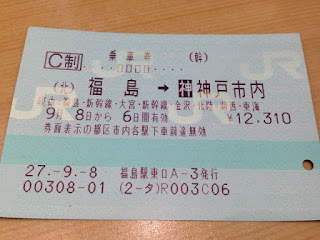 C制 乗車券 (幹)
(北) 福島 → 神 神戸市内
経由:福島・新幹線・大宮・新幹線・金沢・北陸・湖西・東海
9月 8日から 6日間有効 ¥12,310
券面表示の都区市内各駅下車前途無効
27.-9.-8 福島駅東口A-3発行
00308-01 (2-タ)R003C06